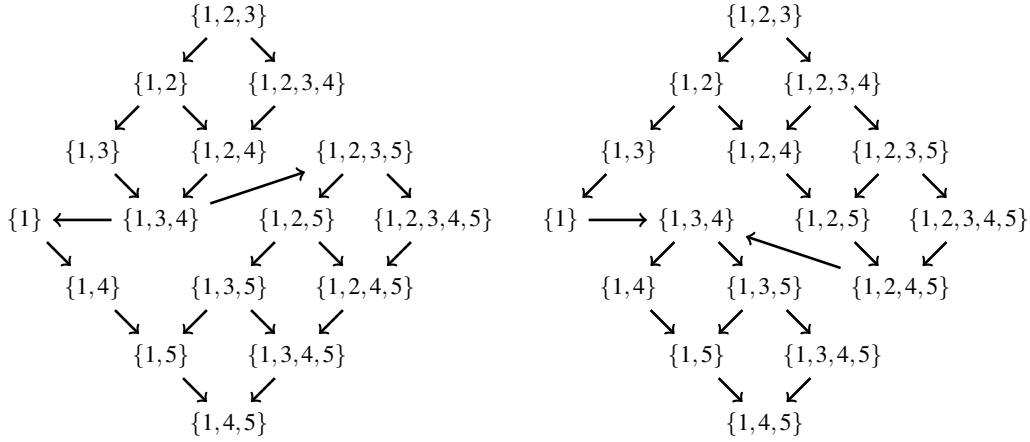 {1,2,3} {1,2,3}
{1,2} {1,2,3,4} {1,2} {1,2,3,4}
{1,3} {1,2,4} {1,2,3,5} {1,3} {1,2,4} {1,2,3,5}
{1} {1,3,4} {1,2,5} {1,2,3,4,5} {1} {1,3,4} {1,2,5} {1,2,3,4,5}
{1,4} {1,3,5} {1,2,4,5} {1,4} {1,3,5} {1,2,4,5}
{1,5} {1,3,4,5} {1,5} {1,3,4,5}
{1,4,5} {1,4,5}